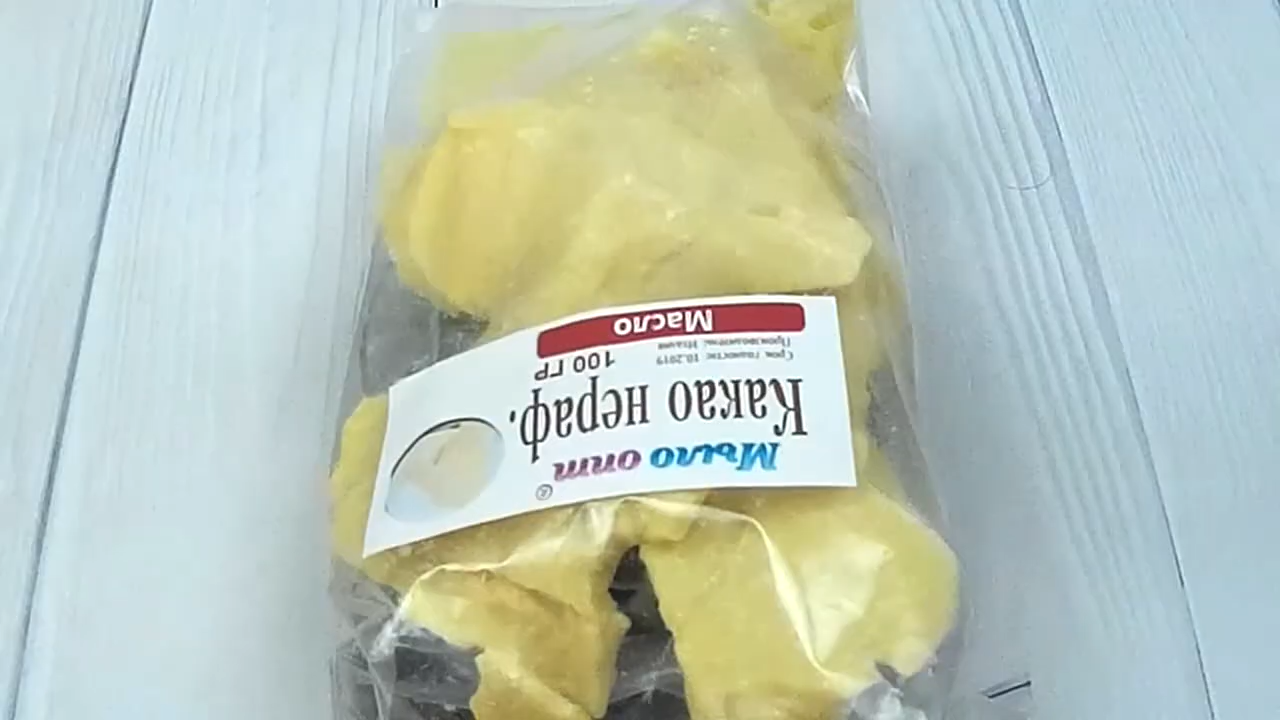 Мыло опт®
Какао нераф.
Срок годности: 10.2019 100 ГР
Производитель: Италия
Масло